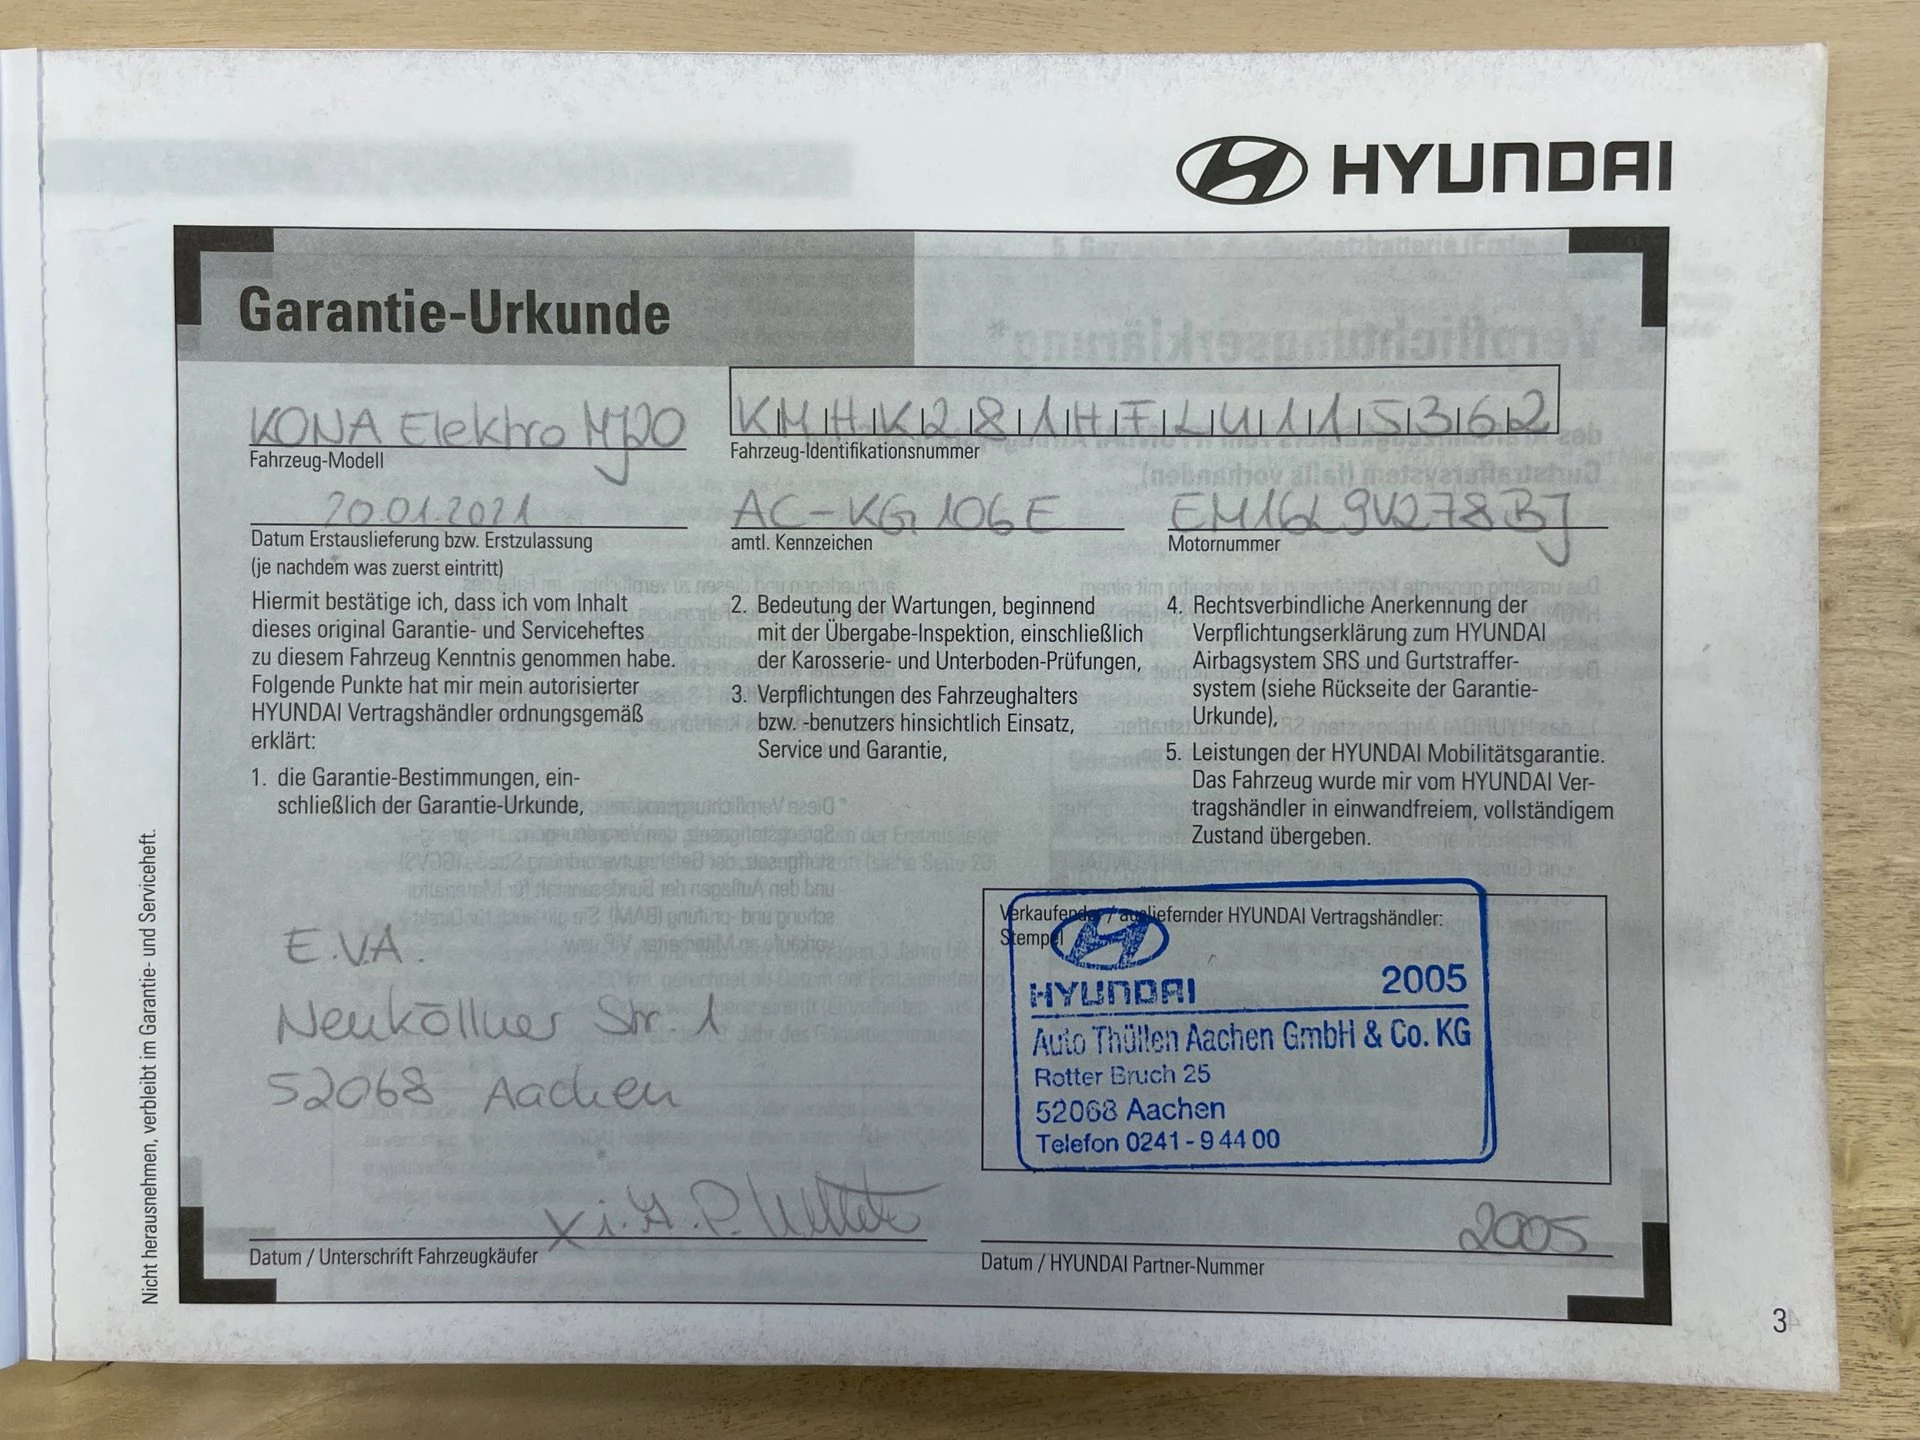 HYUNDAI
Garantie-Urkunde
KONA Elektro MJ20
KMHK281HFLU115362
Fahrzeug-Modell
Fahrzeug-Identifikationsnummer
20.01.2021
AC-KG 106E
EM16L9V278BJ
Datum Erstauslieferung bzw. Erstzulassung
(je nachdem was zuerst eintritt)
amtl. Kennzeichen
Motornummer
Hiermit bestätige ich, dass ich vom Inhalt
dieses original Garantie- und Serviceheftes
zu diesem Fahrzeug Kenntnis genommen habe.
Folgende Punkte hat mir mein autorisierter
HYUNDAI Vertragshändler ordnungsgemäß
erklärt:
1. die Garantie-Bestimmungen, ein-
schließlich der Garantie-Urkunde,
2. Bedeutung der Wartungen, beginnend
mit der Übergabe-Inspektion, einschließlich
der Karosserie- und Unterboden-Prüfungen,
3. Verpflichtungen des Fahrzeughalters
bzw. -benutzers hinsichtlich Einsatz,
Service und Garantie,
4. Rechtsverbindliche Anerkennung der
Verpflichtungserklärung zum HYUNDAI
Airbagsystem SRS und Gurtstraffer-
system (siehe Rückseite der Garantie-
Urkunde),
5. Leistungen der HYUNDAI Mobilitätsgarantie.
Das Fahrzeug wurde mir vom HYUNDAI Ver-
tragshändler in einwandfreiem, vollständigem
Zustand übergeben.
E.V.A.
Neuköllner Str. 1
52068 Aachen
Verkaufender / ausliefernder HYUNDAI Vertragshändler:
Stempel
HYUNDAI 2005
Auto Thüllen Aachen GmbH & Co. KG
Rotter Bruch 25
52068 Aachen
Telefon 0241 - 9 44 00
x i.A. P.
2005
Datum / Unterschrift Fahrzeugkäufer
Datum / HYUNDAI Partner-Nummer
Nicht herausnehmen, verbleibt im Garantie- und Serviceheft.
3